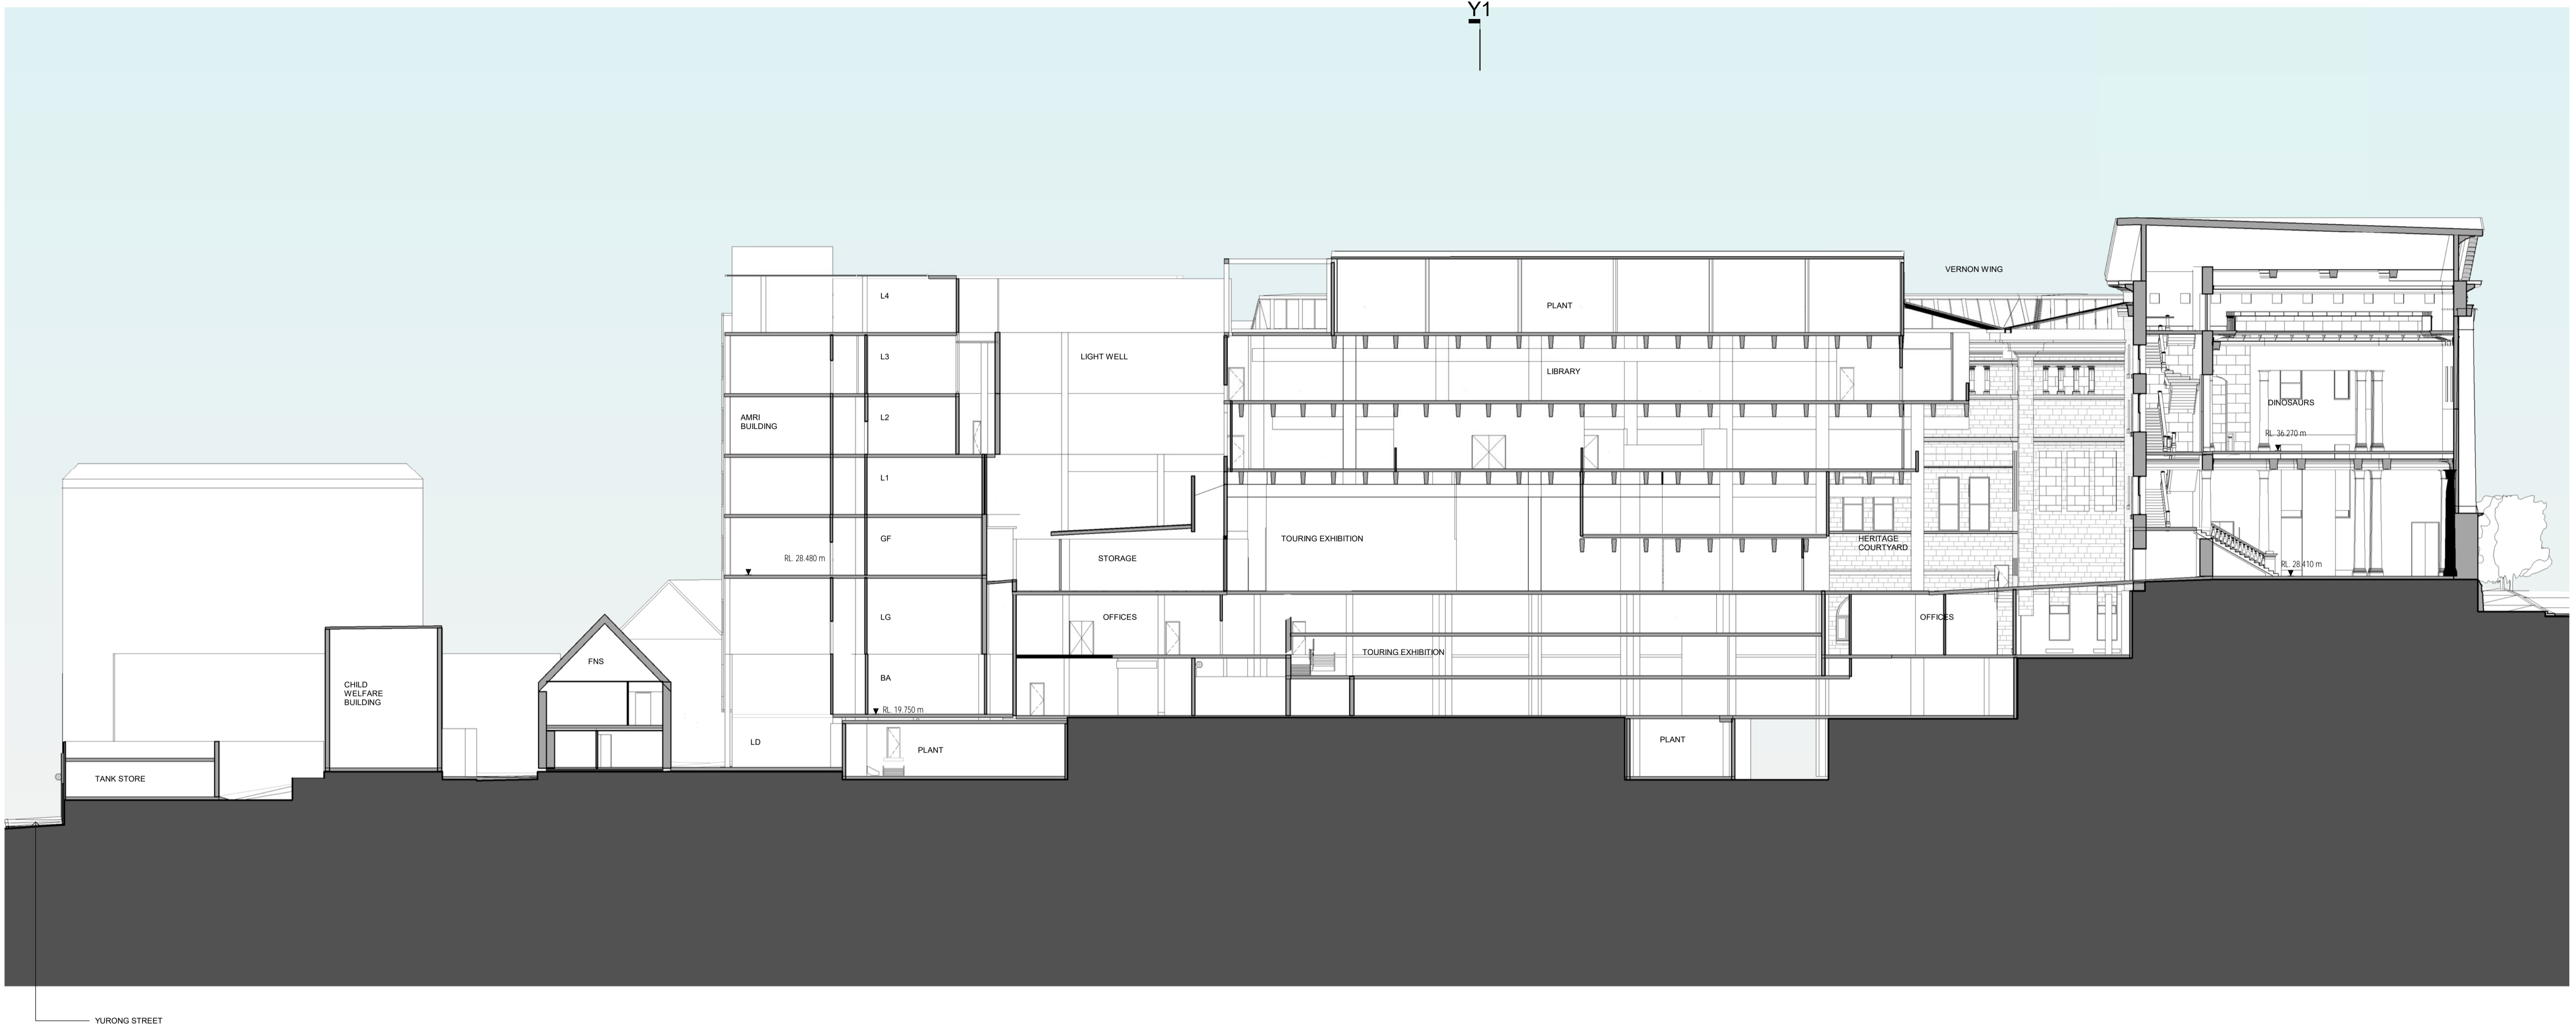 Y1
VERNON WING
L4
PLANT
L3
LIGHT WELL
LIBRARY
AMRI
BUILDING
L2
DINOSAURS
RL. 36.270 m
L1
GF
TOURING EXHIBITION
HERITAGE
COURTYARD
RL. 28.480 m
STORAGE
RL. 28.410 m
LG
OFFICES
OFFICES
TOURING EXHIBITION
FNS
BA
CHILD
WELFARE
BUILDING
RL. 19.750 m
LD
PLANT
PLANT
TANK STORE
YURONG STREET